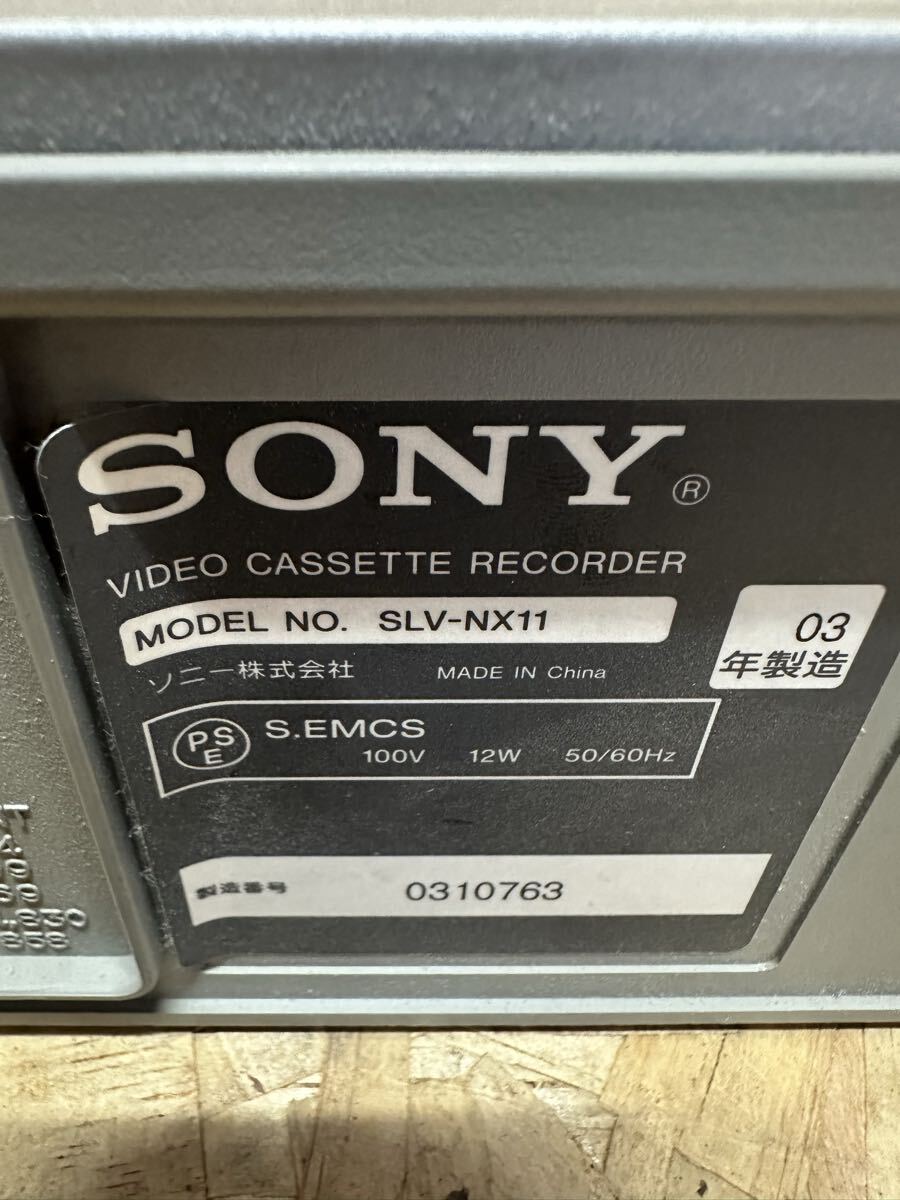 SONY®
VIDEO CASSETTE RECORDER
MODEL NO. SLV-NX11
03
年製造
ソニー株式会社 MADE IN China
PSE S.EMCS
100V 12W 50/60Hz
製造番号 0310763